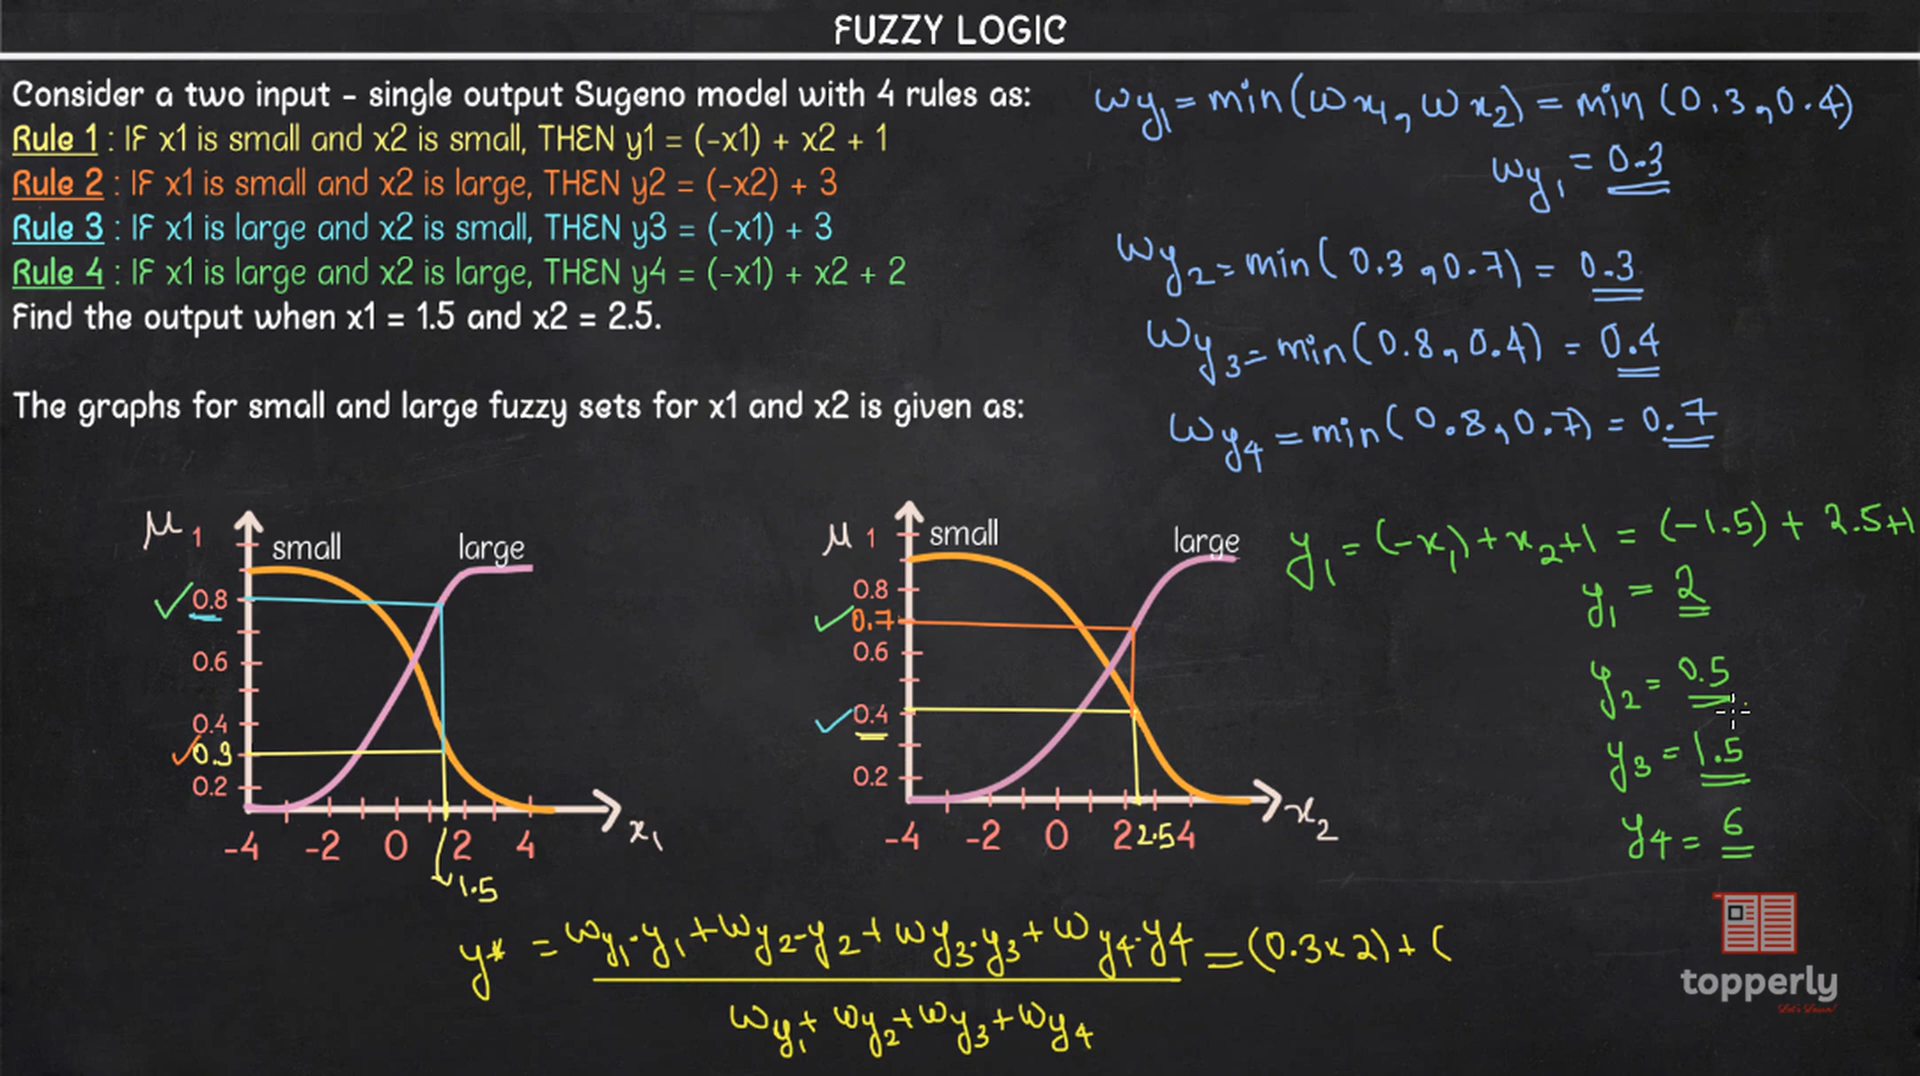 FUZZY LOGIC
Consider a two input - single output Sugeno model with 4 rules as:
Rule 1 : IF x1 is small and x2 is small, THEN y1 = (-x1) + x2 + 1
Rule 2 : IF x1 is small and x2 is large, THEN y2 = (-x2) + 3
Rule 3 : IF x1 is large and x2 is small, THEN y3 = (-x1) + 3
Rule 4 : IF x1 is large and x2 is large, THEN y4 = (-x1) + x2 + 2
Find the output when x1 = 1.5 and x2 = 2.5.
The graphs for small and large fuzzy sets for x1 and x2 is given as:
wy₁ = min(wx₁, wx₂) = min(0.3, 0.4)
wy₁ = 0.3
wy₂ = min(0.3, 0.7) = 0.3
wy₃ = min(0.8, 0.4) = 0.4
wy₄ = min(0.8, 0.7) = 0.7
μ 1
small
large
0.8
0.6
0.4
0.3
0.2
-4 -2 0 2 4
x₁
1.5
μ 1
small
large
0.8
0.7
0.6
0.4
0.2
-4 -2 0 2 2.5 4
x₂
y₁ = (-x₁) + x₂ + 1 = (-1.5) + 2.5 + 1
y₁ = 2
y₂ = 0.5
y₃ = 1.5
y₄ = 6
y* = wy₁.y₁ + wy₂.y₂ + wy₃.y₃ + wy₄.y₄ = (0.3 x 2) + (
wy₁ + wy₂ + wy₃ + wy₄
topperly
Let's Learn!